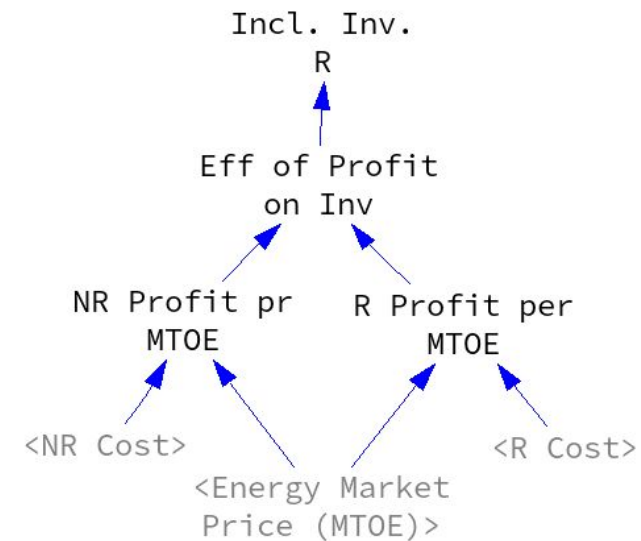 Incl. Inv.
R
Eff of Profit
on Inv
NR Profit pr
MTOE
R Profit per
MTOE
<NR Cost>
<R Cost>
<Energy Market
Price (MTOE)>